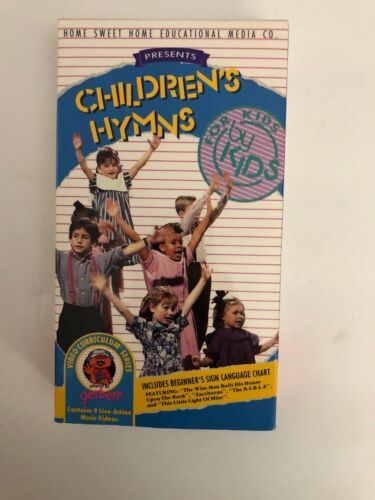 HOME SWEET HOME EDUCATIONAL MEDIA CO.
PRESENTS
CHILDREN'S
HYMNS
FOR KIDS
by
KIDS
VIDEO CURRICULUM SERIES
gerbert
Contains 9 Live-Action
Music Videos
INCLUDES BEGINNER'S SIGN LANGUAGE CHART
FEATURING: "The Wise Man Built His House
Upon The Rock", "Zacchaeus", "The B-I-B-L-E",
and "This Little Light Of Mine".